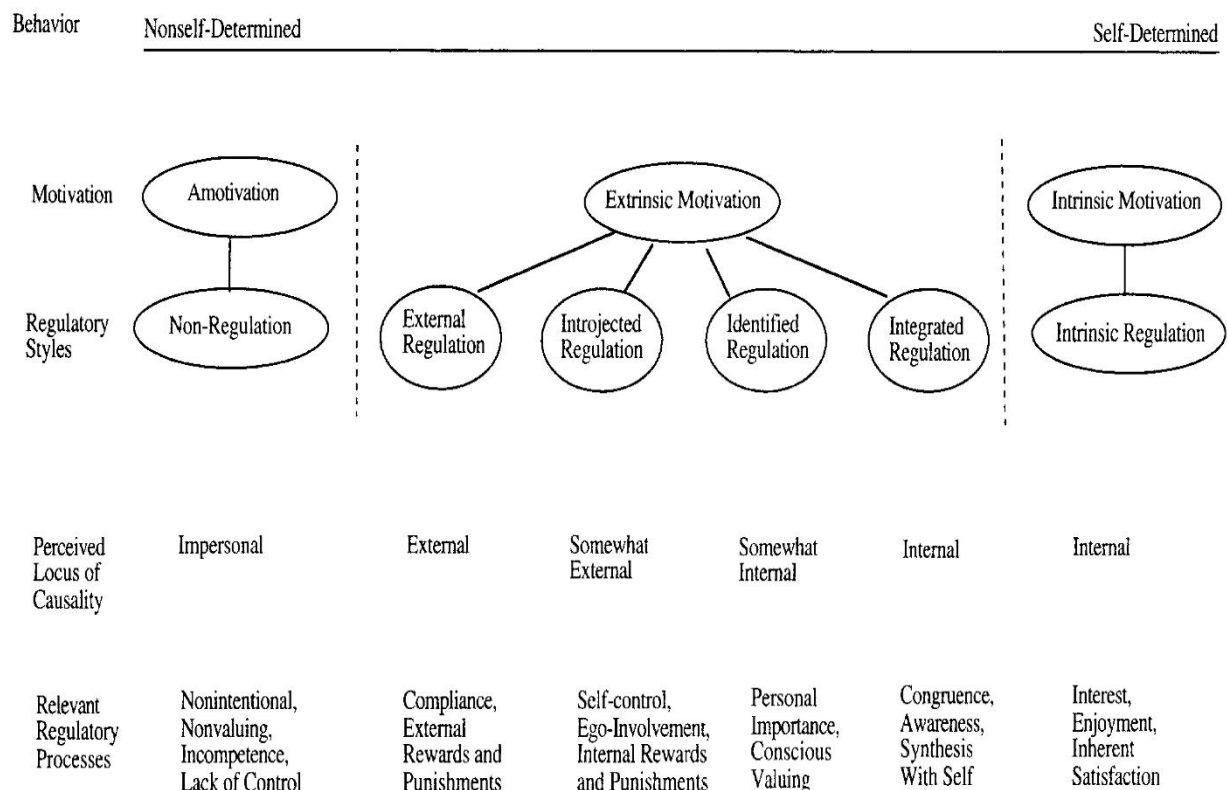 Behavior Nonself-Determined Self-Determined
Motivation Amotivation Extrinsic Motivation Intrinsic Motivation
Regulatory
Styles
Non-Regulation
External
Regulation
Introjected
Regulation
Identified
Regulation
Integrated
Regulation
Intrinsic Regulation
Perceived
Locus of
Causality
Impersonal
External
Somewhat
External
Somewhat
Internal
Internal
Internal
Relevant
Regulatory
Processes
Nonintentional,
Nonvaluing,
Incompetence,
Lack of Control
Compliance,
External
Rewards and
Punishments
Self-control,
Ego-Involvement,
Internal Rewards
and Punishments
Personal
Importance,
Conscious
Valuing
Congruence,
Awareness,
Synthesis
With Self
Interest,
Enjoyment,
Inherent
Satisfaction